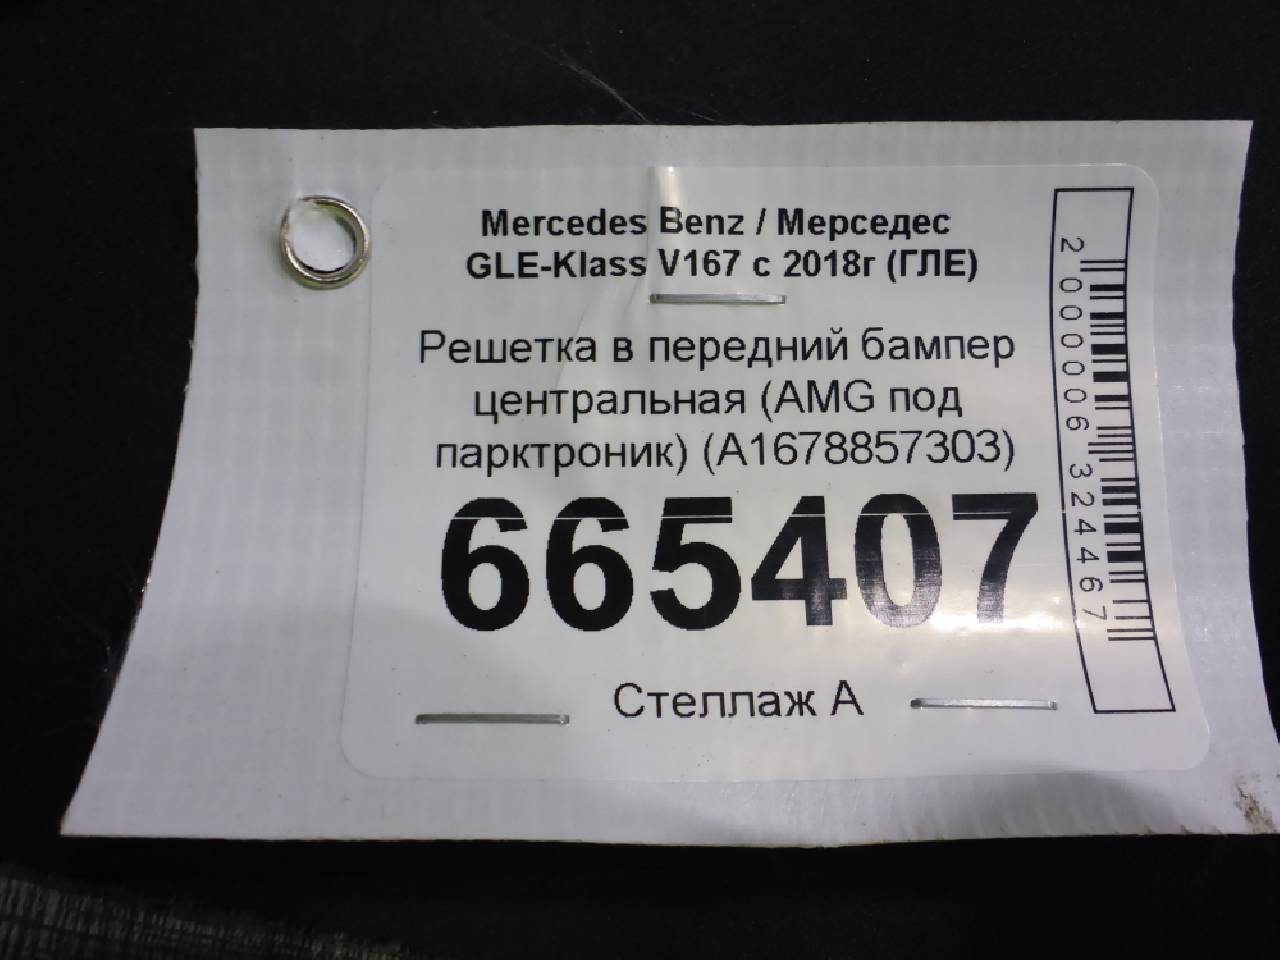 Mercedes Benz / Мерседес
GLE-Klass V167 с 2018г (ГЛЕ)
Решетка в передний бампер
центральная (AMG под
парктроник) (A1678857303)
665407
Стеллаж А
2000006324467